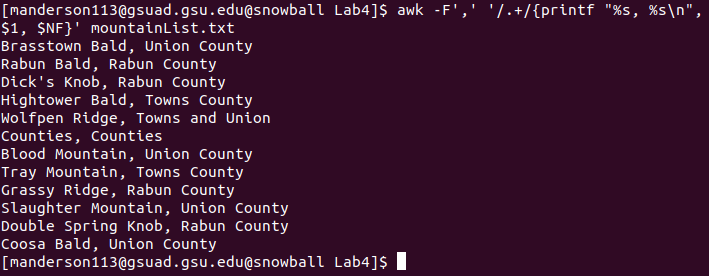 [manderson113@gsuad.gsu.edu@snowball Lab4]$ awk -F',' '/.+/{printf "%s, %s\n",
$1, $NF}' mountainList.txt
Brasstown Bald, Union County
Rabun Bald, Rabun County
Dick's Knob, Rabun County
Hightower Bald, Towns County
Wolfpen Ridge, Towns and Union
Counties, Counties
Blood Mountain, Union County
Tray Mountain, Towns County
Grassy Ridge, Rabun County
Slaughter Mountain, Union County
Double Spring Knob, Rabun County
Coosa Bald, Union County
[manderson113@gsuad.gsu.edu@snowball Lab4]$